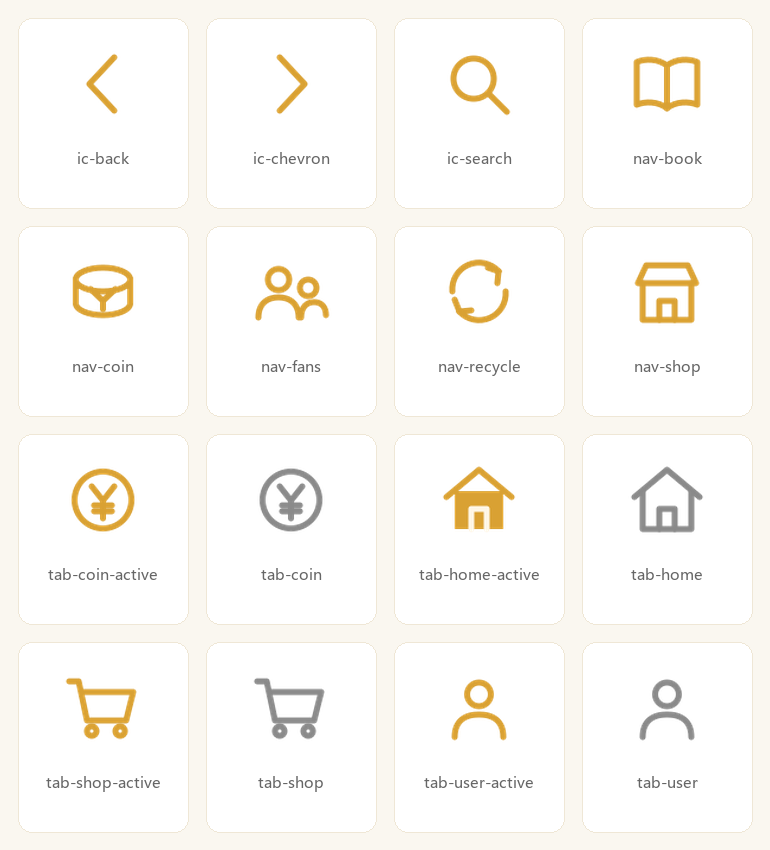 ic-back
ic-chevron
ic-search
nav-book
nav-coin
nav-fans
nav-recycle
nav-shop
¥
¥
tab-coin-active
tab-coin
tab-home-active
tab-home
tab-shop-active
tab-shop
tab-user-active
tab-user